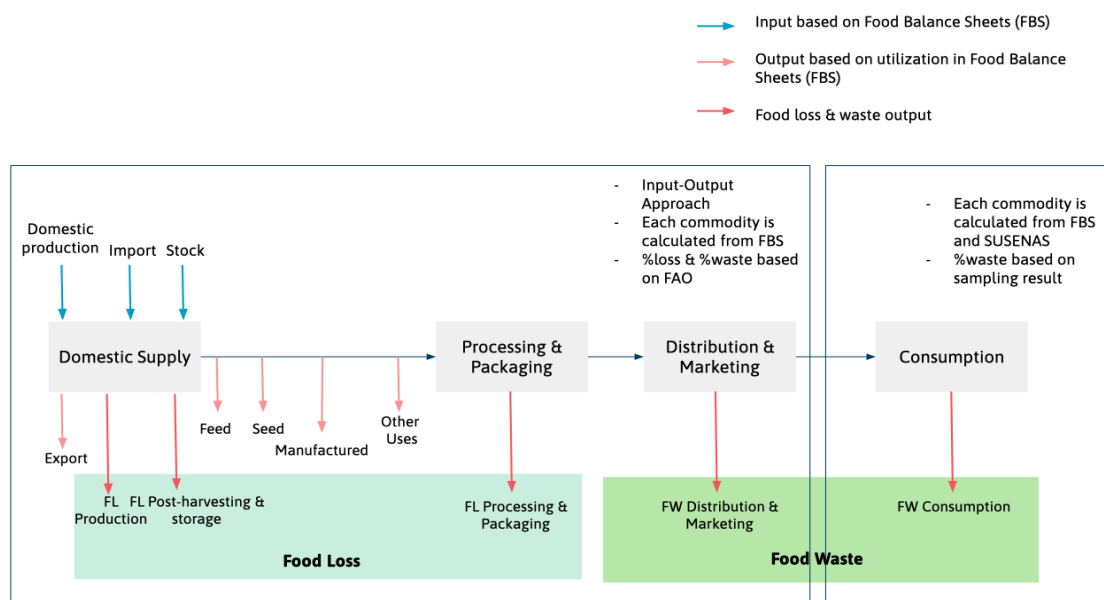 Input based on Food Balance Sheets (FBS)
Output based on utilization in Food Balance
Sheets (FBS)
Food loss & waste output
- Input-Output
Approach
- Each commodity is
calculated from FBS
- %loss & %waste based
on FAO
- Each commodity is
calculated from FBS
and SUSENAS
- %waste based on
sampling result
Domestic
production
Import
Stock
Domestic Supply
Processing &
Packaging
Distribution &
Marketing
Consumption
Export
Feed
Seed
Manufactured
Other
Uses
FL
Production
FL Post-harvesting &
storage
FL Processing &
Packaging
FW Distribution &
Marketing
FW Consumption
Food Loss
Food Waste